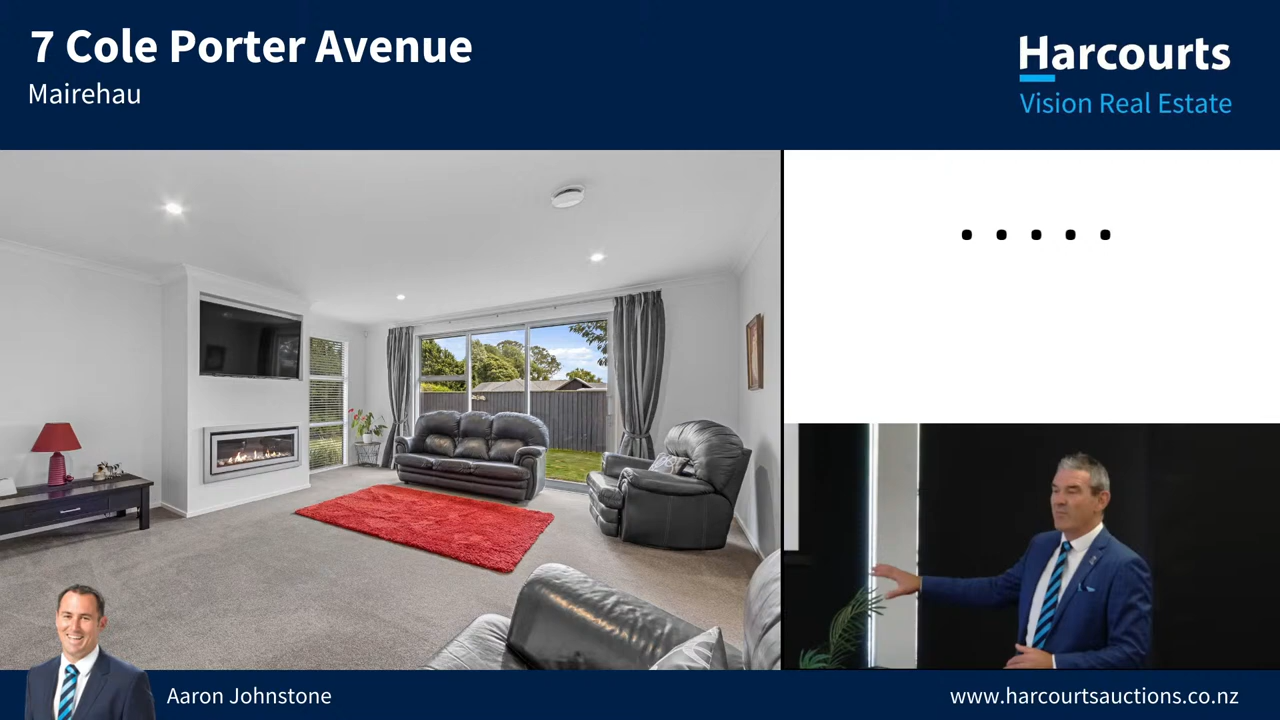 7 Cole Porter Avenue
Mairehau
Harcourts
Vision Real Estate
.....
Aaron Johnstone
www.harcourtsauctions.co.nz